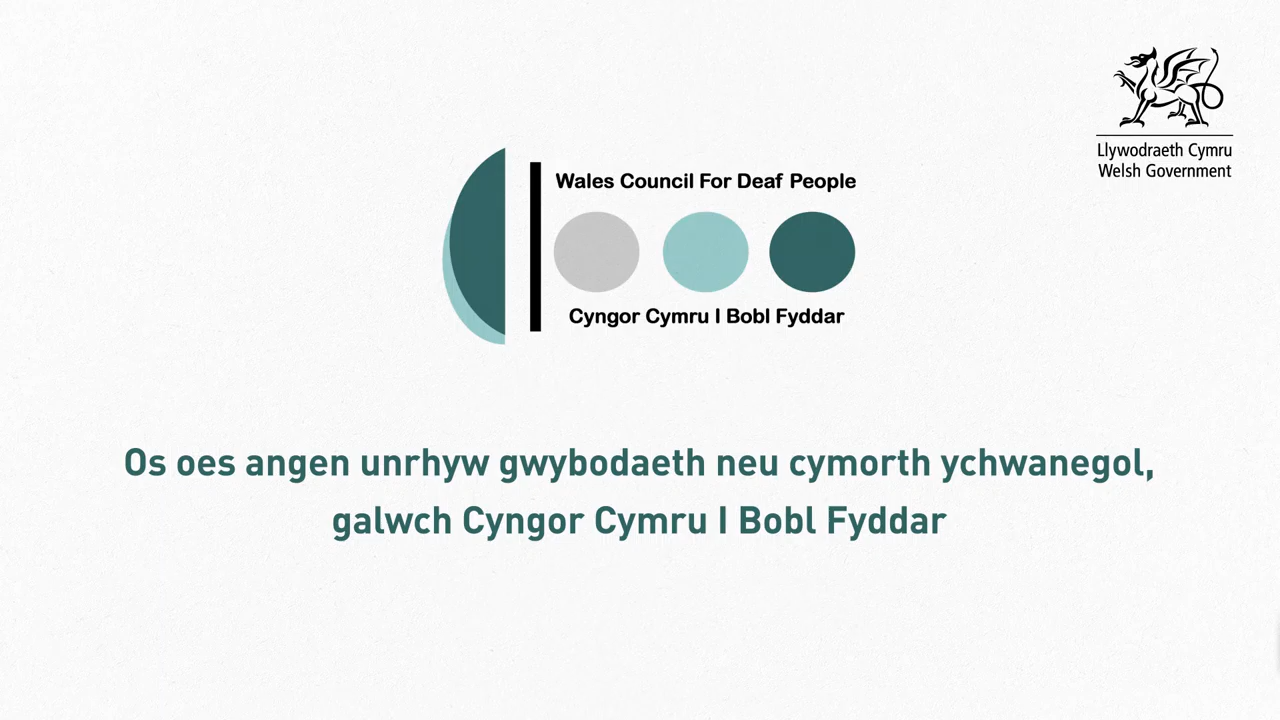 Llywodraeth Cymru
Welsh Government
Wales Council For Deaf People
Cyngor Cymru I Bobl Fyddar
Os oes angen unrhyw gwybodaeth neu cymorth ychwanegol,
galwch Cyngor Cymru I Bobl Fyddar